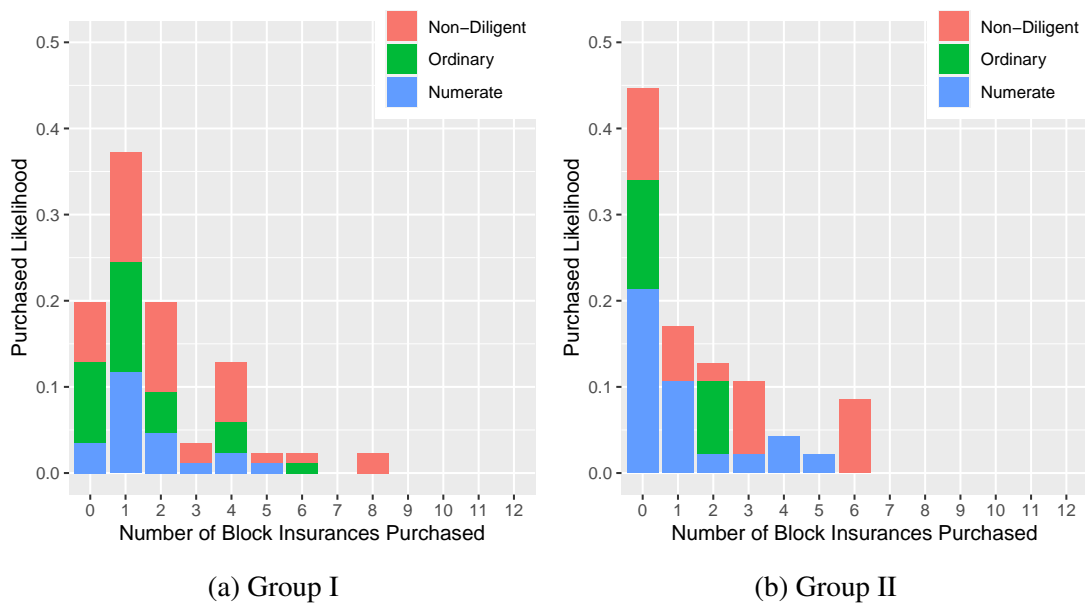 Non−Diligent
Ordinary
Numerate
0.5
0.4
0.3
0.2
0.1
0.0
Purchased Likelihood
0 1 2 3 4 5 6 7 8 9 10 11 12
Number of Block Insurances Purchased
(a) Group I
Non−Diligent
Ordinary
Numerate
0.5
0.4
0.3
0.2
0.1
0.0
Purchased Likelihood
0 1 2 3 4 5 6 7 8 9 10 11 12
Number of Block Insurances Purchased
(b) Group II